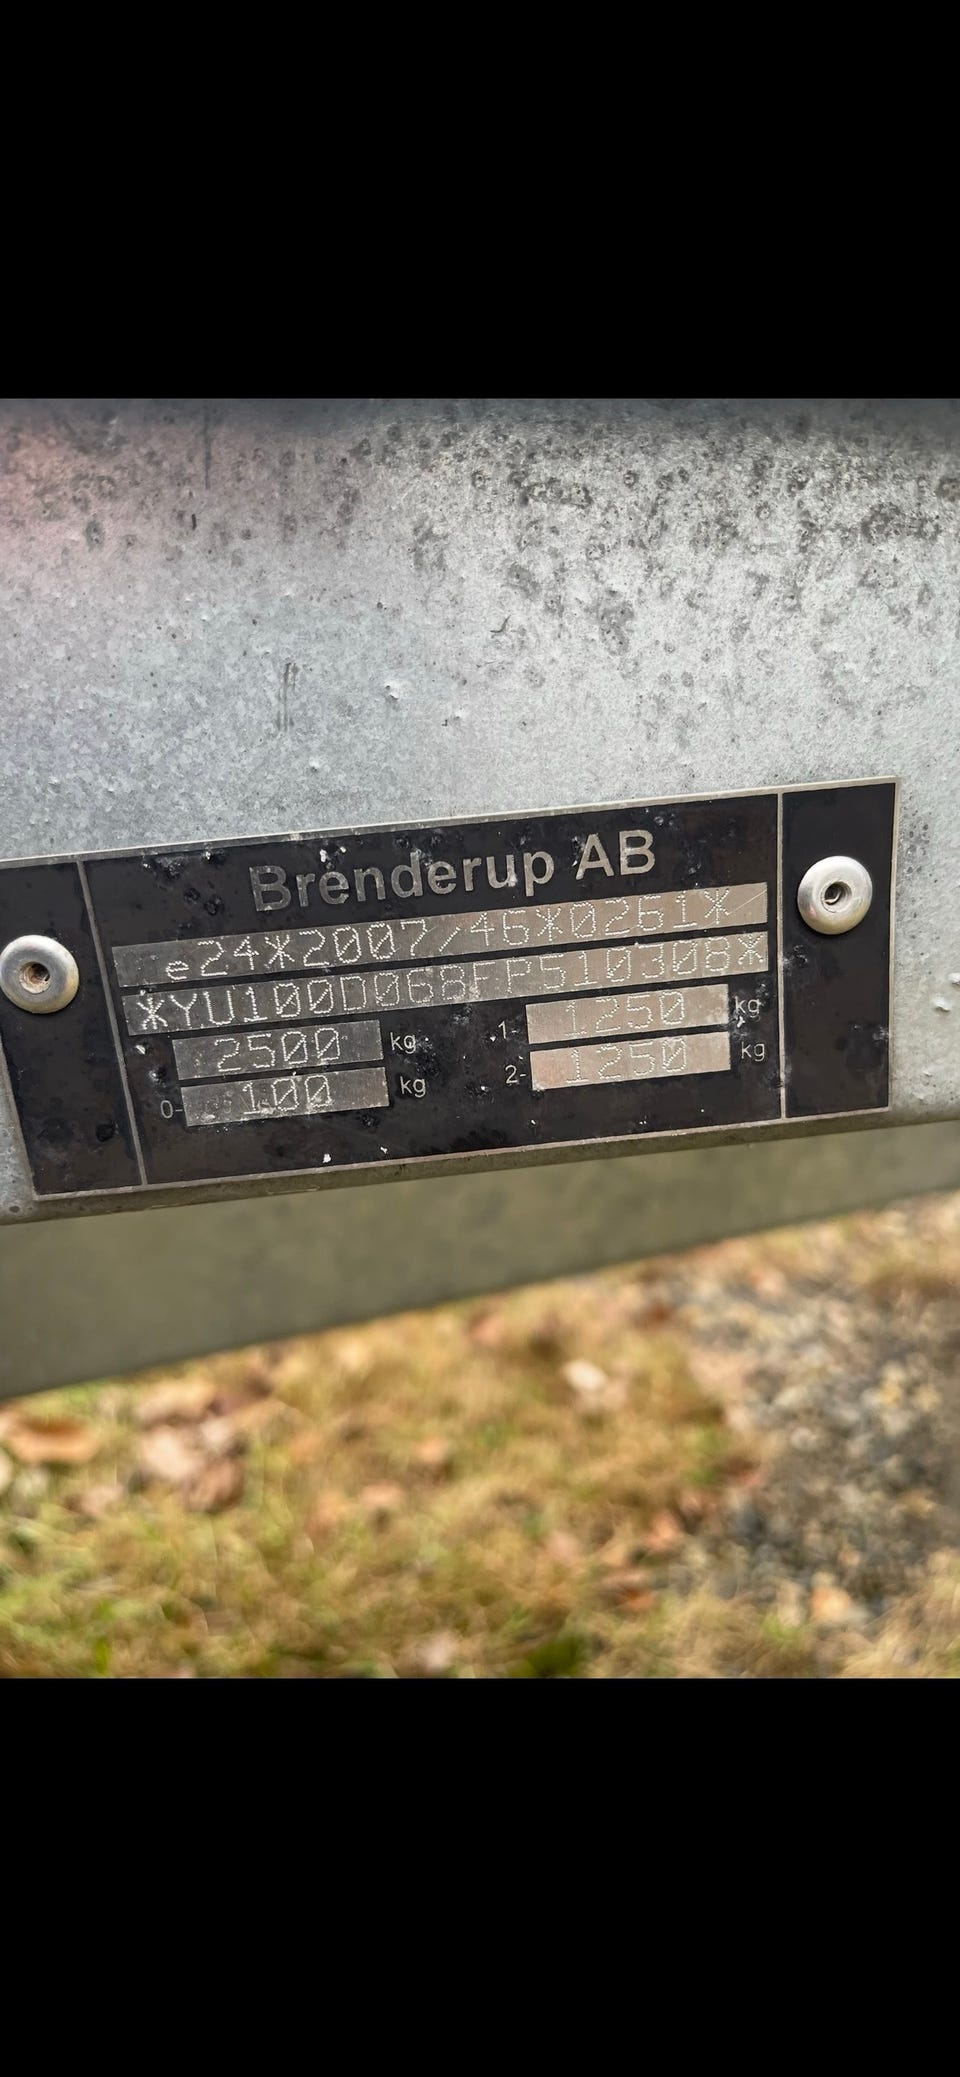 Brenderup AB
e24*2007/46*0261*
*YU100D068FP510308*
2500 kg 1- 1250 kg
0- 100 kg 2- 1250 kg